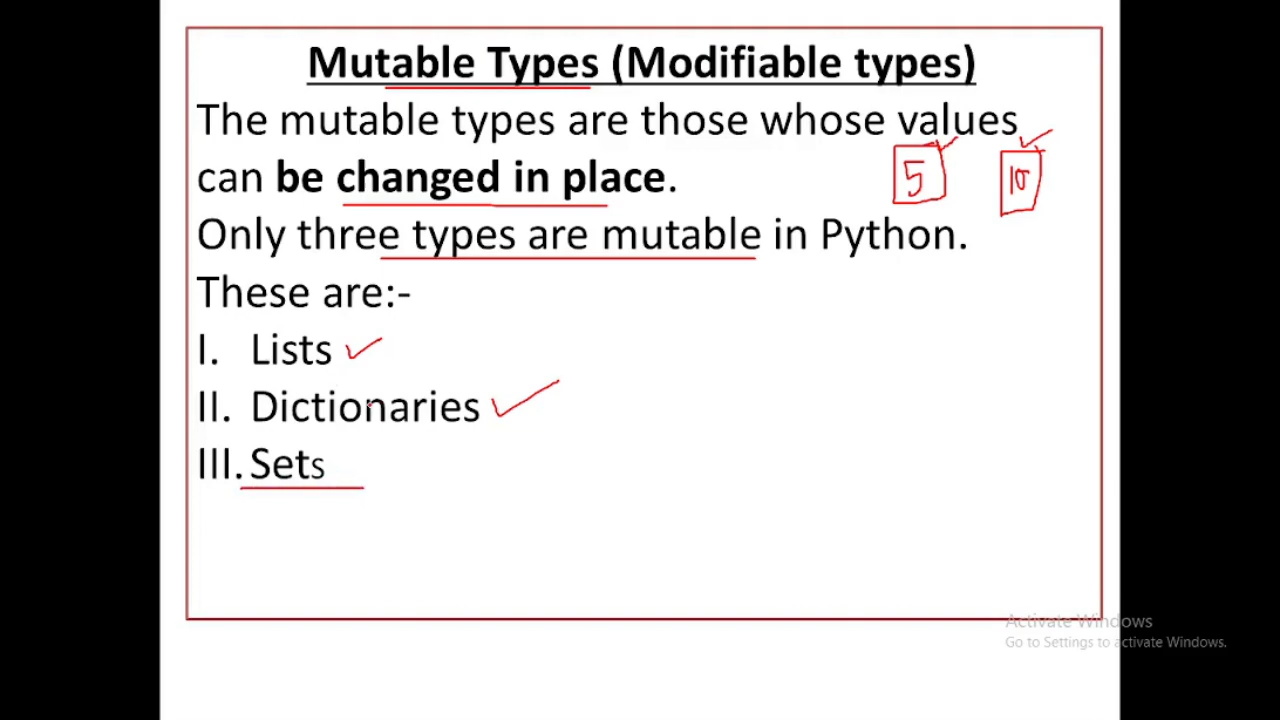 Mutable Types (Modifiable types)
The mutable types are those whose values
can be changed in place.
5 10
Only three types are mutable in Python.
These are:-
I. Lists
II. Dictionaries
III. Sets
Activate Windows
Go to Settings to activate Windows.